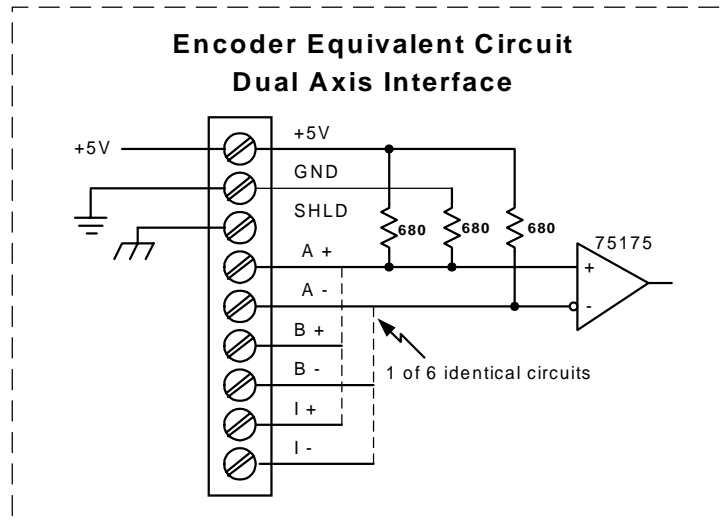 Encoder Equivalent Circuit
Dual Axis Interface
+5V
+5V
GND
SHLD
680
680
680
75175
A +
+
A -
-
B +
B -
1 of 6 identical circuits
I +
I -